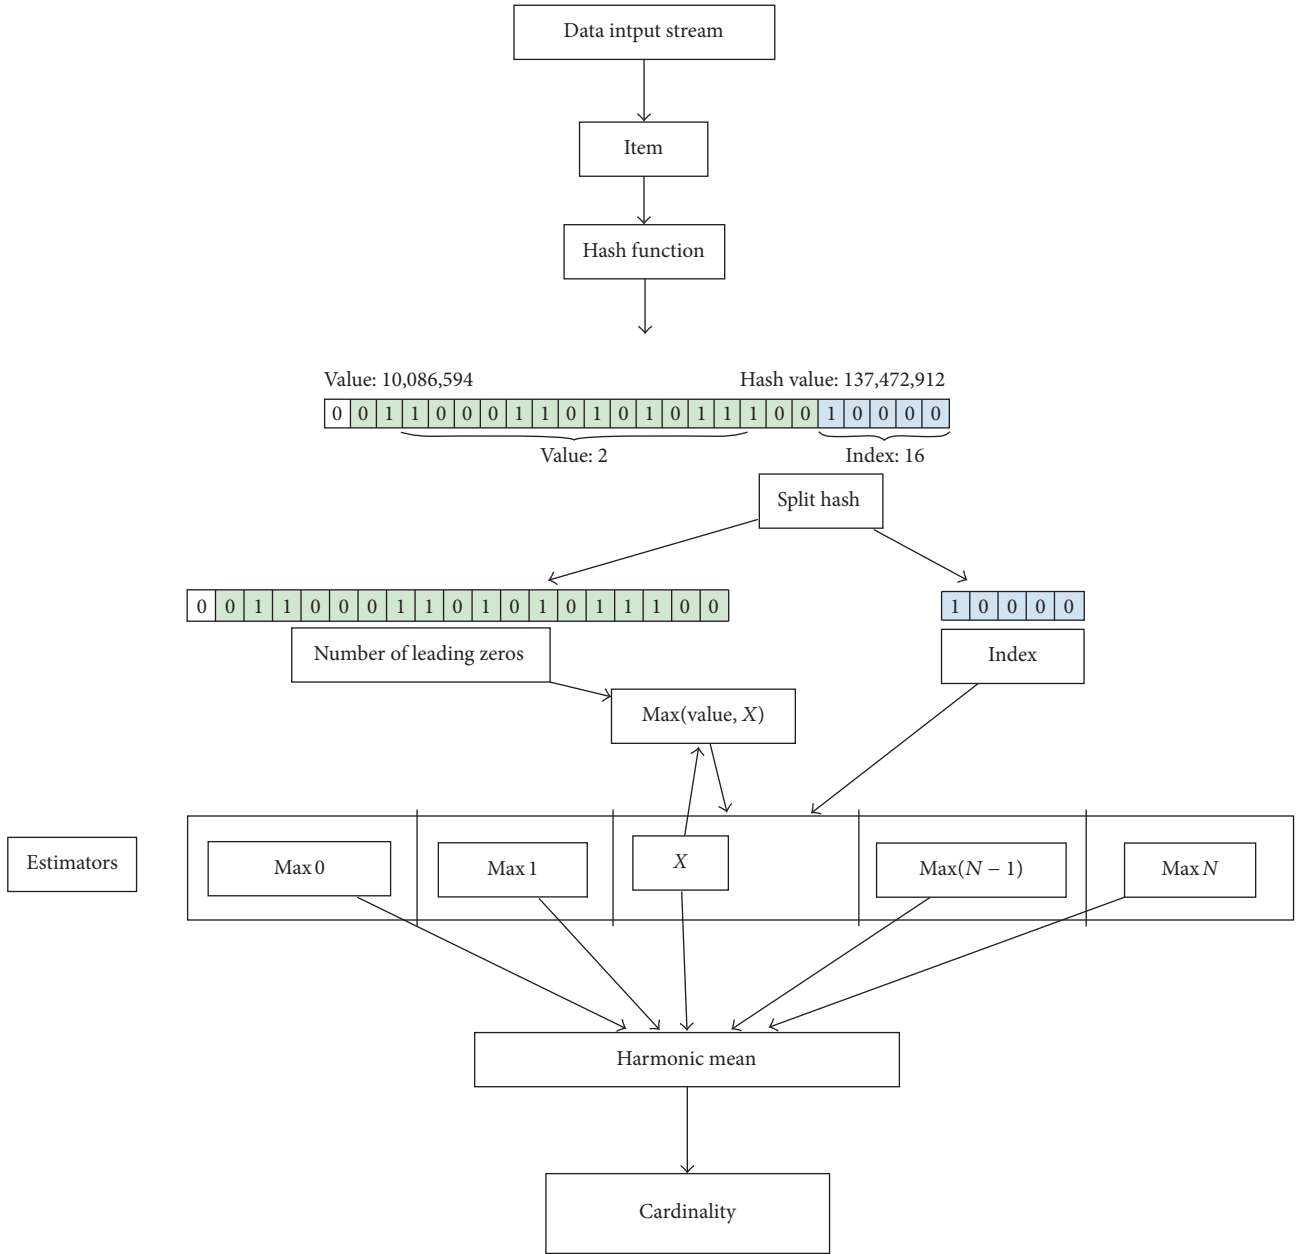 Data intput stream
Item
Hash function
Value: 10,086,594
Hash value: 137,472,912
0 0 1 1 0 0 0 1 1 0 1 0 1 0 1 1 1 0 0 1 0 0 0 0
Value: 2
Index: 16
Split hash
0 0 1 1 0 0 0 1 1 0 1 0 1 0 1 1 1 0 0
1 0 0 0 0
Number of leading zeros
Index
Max(value, X)
Estimators
Max 0
Max 1
X
Max(N − 1)
Max N
Harmonic mean
Cardinality